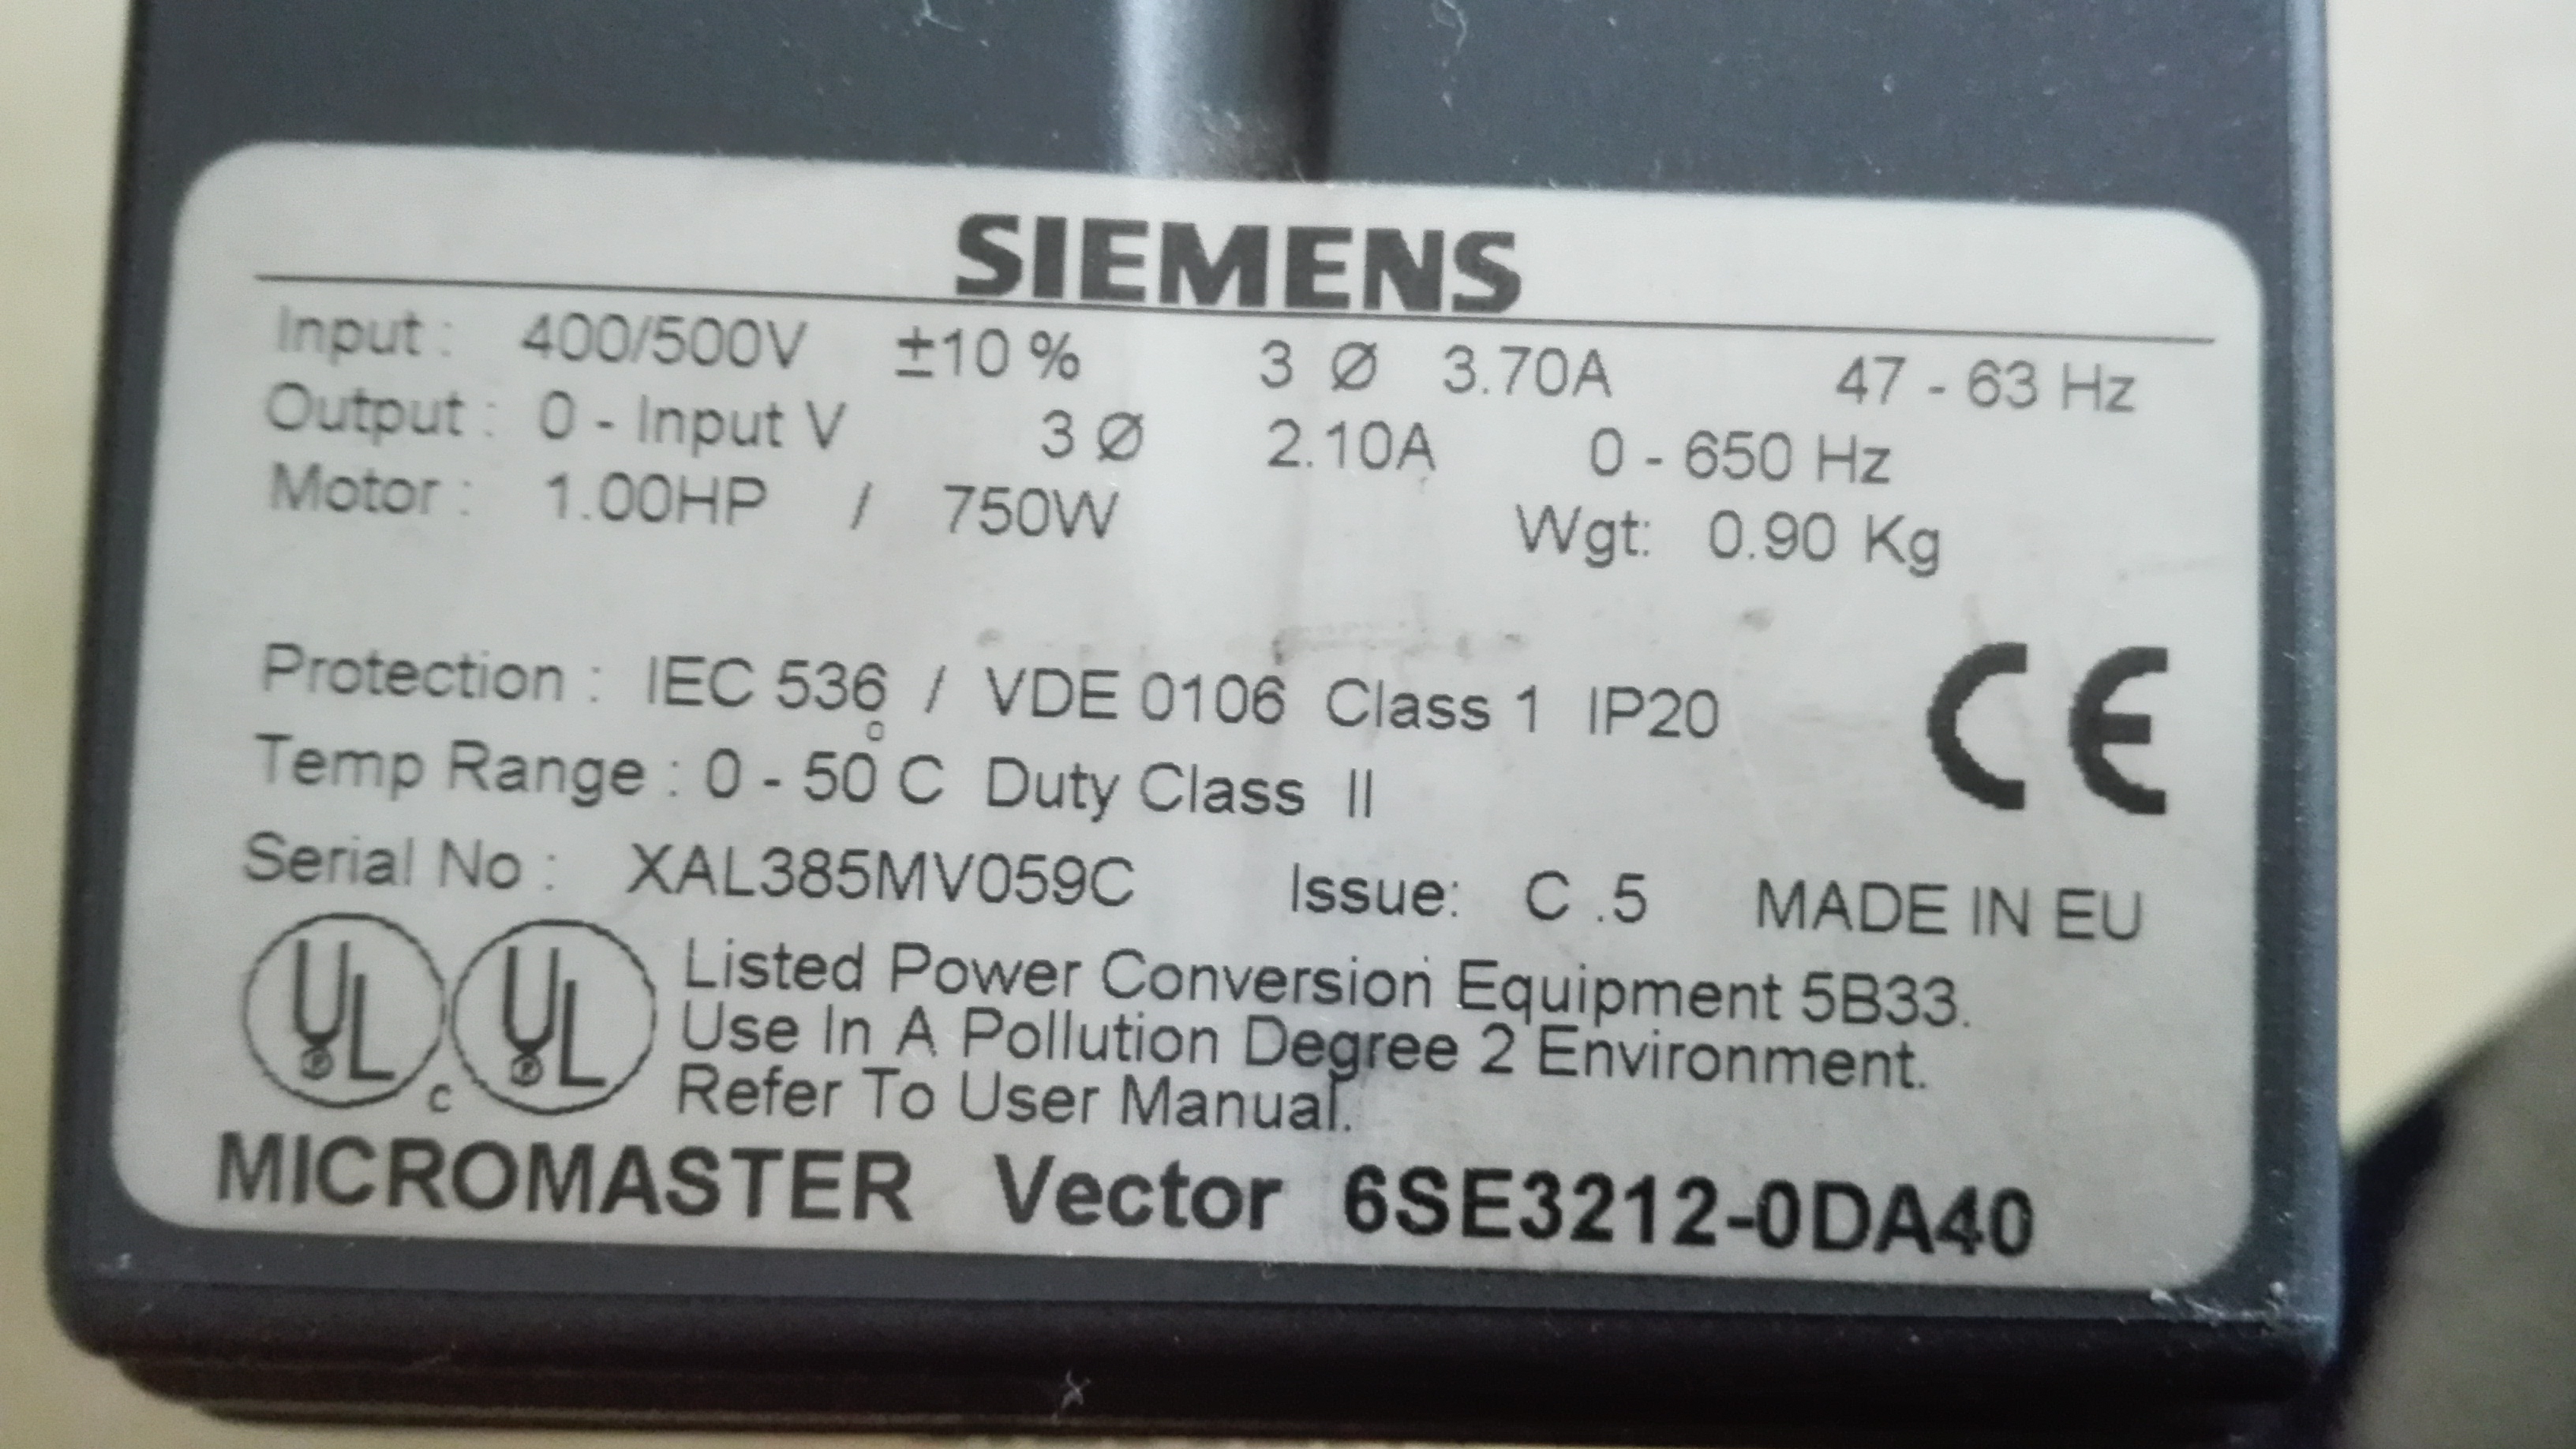 SIEMENS
Input : 400/500V ±10 % 3 Ø 3.70A 47 - 63 Hz
Output : 0 - Input V 3 Ø 2.10A 0 - 650 Hz
Motor : 1.00HP / 750W Wgt: 0.90 Kg
Protection : IEC 536 / VDE 0106 Class 1 IP20
CE
Temp Range : 0 - 50°C Duty Class II
Serial No : XAL385MV059C Issue: C .5 MADE IN EU
UL c UL Listed Power Conversion Equipment 5B33.
Use In A Pollution Degree 2 Environment.
Refer To User Manual.
MICROMASTER Vector 6SE3212-0DA40